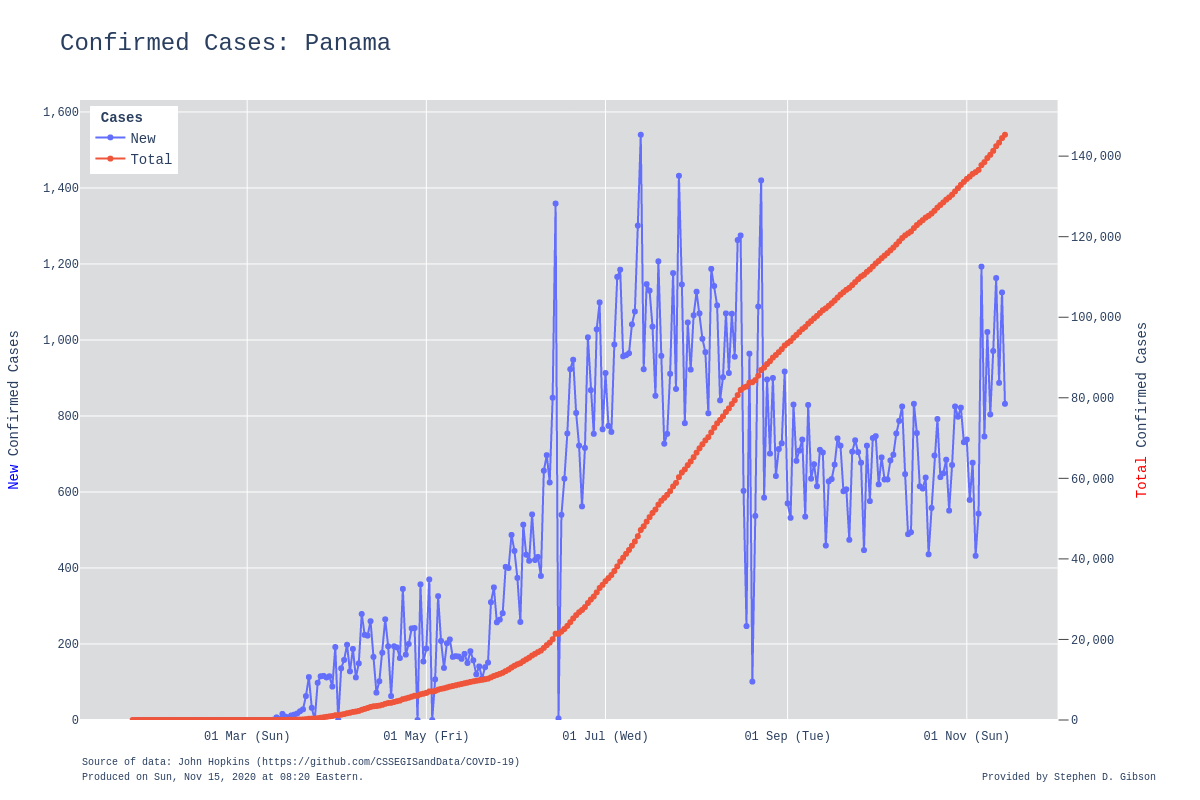 Confirmed Cases: Panama
Cases
New
Total
1,600
1,400
1,200
1,000
800
600
400
200
0
New Confirmed Cases
140,000
120,000
100,000
80,000
60,000
40,000
20,000
0
Total Confirmed Cases
01 Mar (Sun)
01 May (Fri)
01 Jul (Wed)
01 Sep (Tue)
01 Nov (Sun)
Source of data: John Hopkins (https://github.com/CSSEGISandData/COVID-19)
Produced on Sun, Nov 15, 2020 at 08:20 Eastern.
Provided by Stephen D. Gibson